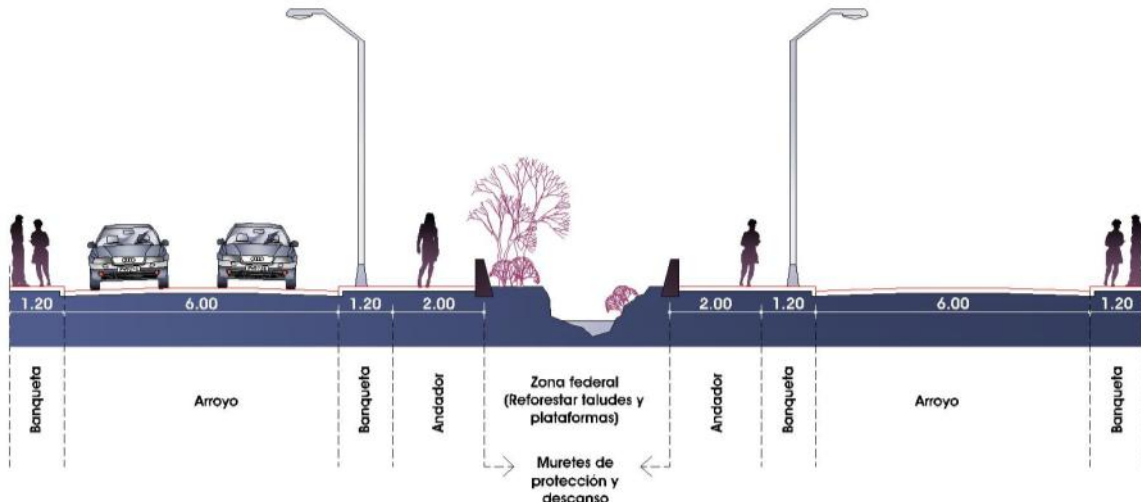 1.20 6.00 1.20 2.00 2.00 1.20 6.00 1.20
Banqueta
Arroyo
Banqueta
Andador
Zona federal
(Reforestar taludes y
plataformas)
Andador
Banqueta
Arroyo
Banqueta
Muretes de
protección y
descanso